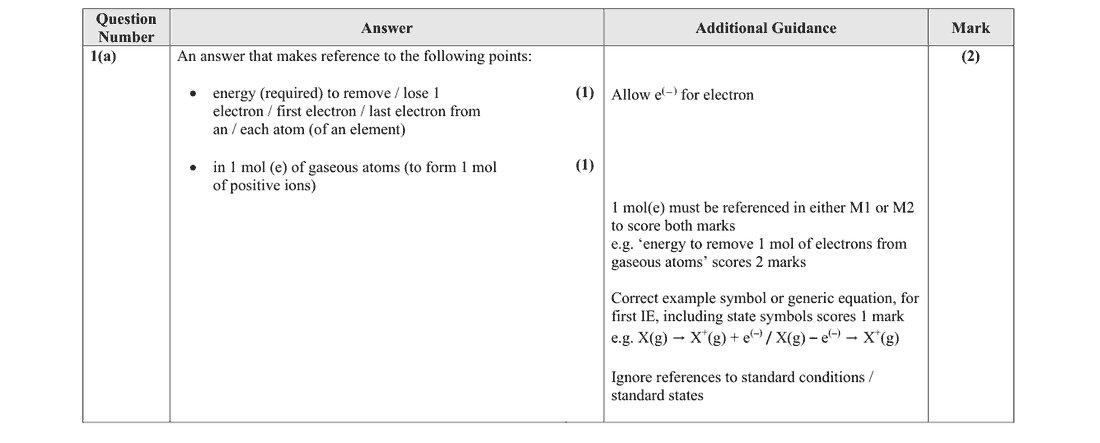 Question Number
Answer
Additional Guidance
Mark
1(a)
An answer that makes reference to the following points:
(2)
• energy (required) to remove / lose 1
electron / first electron / last electron from
an / each atom (of an element)
(1)
Allow e(–) for electron
• in 1 mol (e) of gaseous atoms (to form 1 mol
of positive ions)
(1)
1 mol(e) must be referenced in either M1 or M2
to score both marks
e.g. ‘energy to remove 1 mol of electrons from
gaseous atoms’ scores 2 marks
Correct example symbol or generic equation, for
first IE, including state symbols scores 1 mark
e.g. X(g) → X⁺(g) + e(–) / X(g) – e(–) → X⁺(g)
Ignore references to standard conditions /
standard states